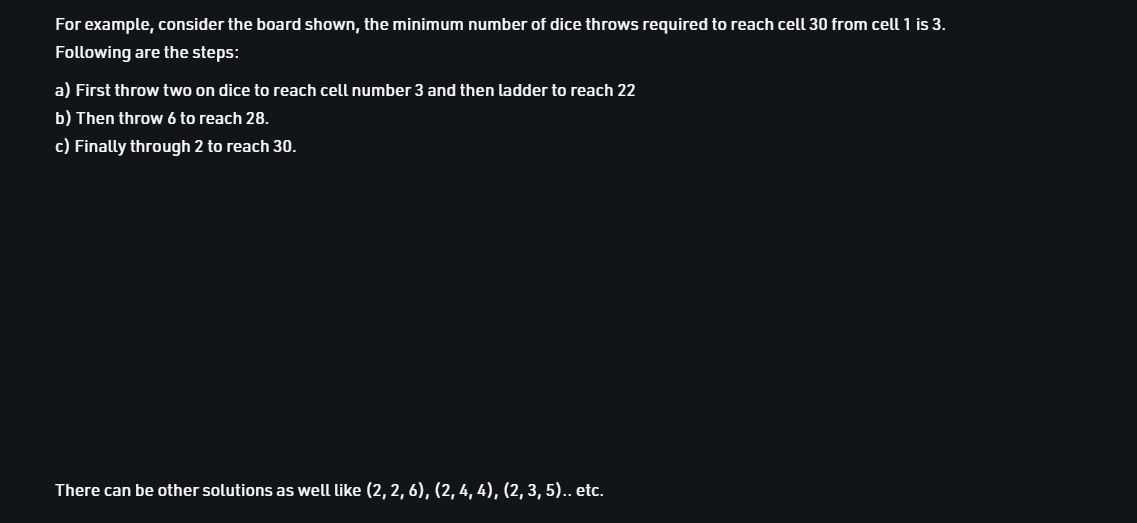 For example, consider the board shown, the minimum number of dice throws required to reach cell 30 from cell 1 is 3.
Following are the steps:
a) First throw two on dice to reach cell number 3 and then ladder to reach 22
b) Then throw 6 to reach 28.
c) Finally through 2 to reach 30.
There can be other solutions as well like (2, 2, 6), (2, 4, 4), (2, 3, 5).. etc.